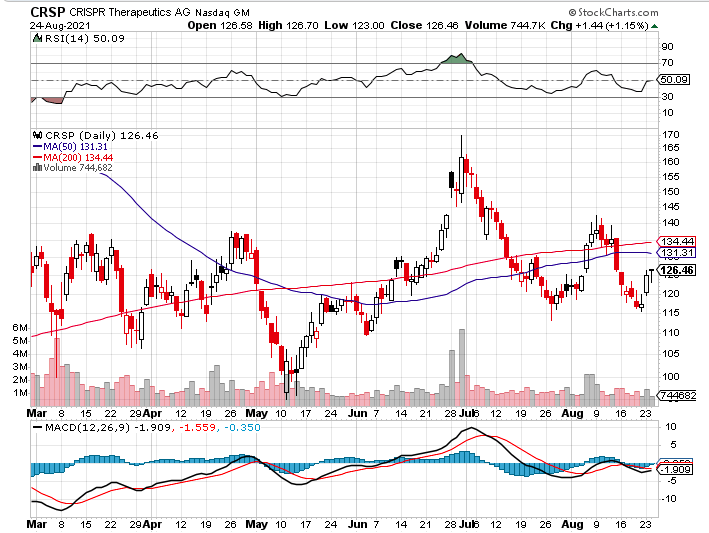 CRSP CRISPR Therapeutics AG Nasdaq GM © StockCharts.com
24-Aug-2021 Open 126.58 High 126.70 Low 123.00 Close 126.46 Volume 744.7K Chg +1.44 (+1.15%)
RSI(14) 50.09
90
70
50.09
30
10
CRSP (Daily) 126.46
MA(50) 131.31
MA(200) 134.44
Volume 744,682
170
165
160
155
150
145
140
134.44
131.31
126.46
120
115
110
105
100
744682
6M
5M
4M
3M
2M
1M
Mar 8 15 22 Apr 12 19 26 May 10 17 24 Jun 7 14 21 28 Jul 6 12 19 26 Aug 9 16 23
MACD(12,26,9) -1.909, -1.559, -0.350
10
5
-1.909
-5
-10
Mar 8 15 22 Apr 12 19 26 May 10 17 24 Jun 7 14 21 28 Jul 6 12 19 26 Aug 9 16 23